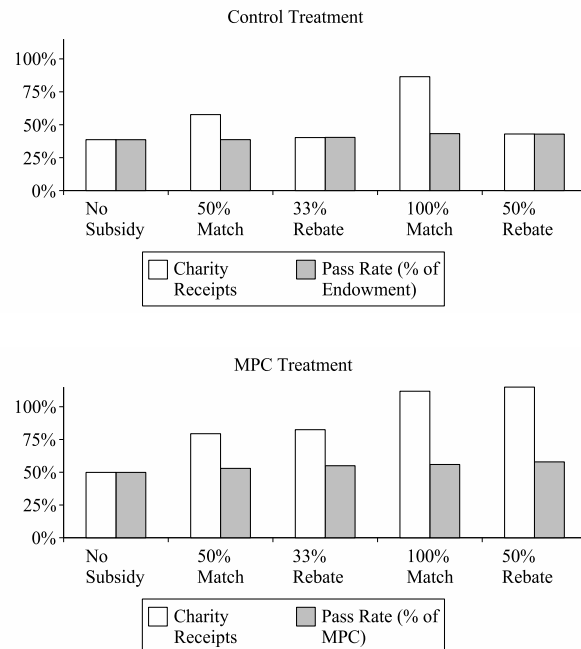 Control Treatment
100%
75%
50%
25%
0%
No Subsidy
50% Match
33% Rebate
100% Match
50% Rebate
Charity Receipts
Pass Rate (% of Endowment)
MPC Treatment
100%
75%
50%
25%
0%
No Subsidy
50% Match
33% Rebate
100% Match
50% Rebate
Charity Receipts
Pass Rate (% of MPC)